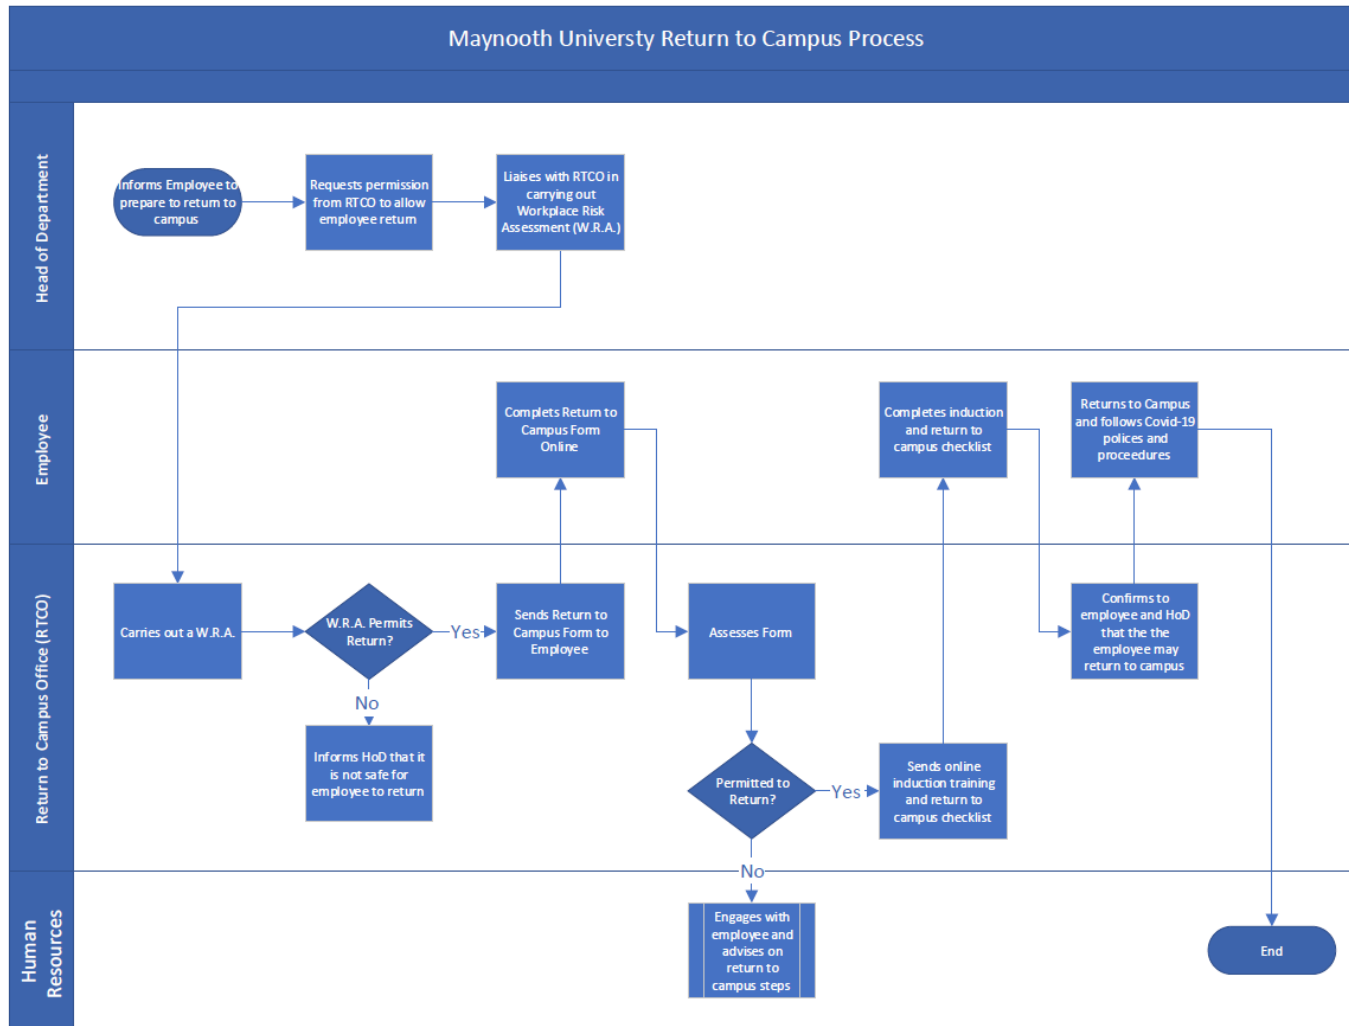 Maynooth Universty Return to Campus Process
Head of Department
Informs Employee to
prepare to return to
campus
Requests permission
from RTCO to allow
employee return
Liaises with RTCO in
carrying out
Workplace Risk
Assessment (W.R.A.)
Employee
Complets Return to
Campus Form
Online
Completes induction
and return to
campus checklist
Returns to Campus
and follows Covid-19
polices and
proceedures
Return to Campus Office (RTCO)
Carries out a W.R.A.
W.R.A. Permits
Return?
Yes
No
Sends Return to
Campus Form to
Employee
Assesses Form
Confirms to
employee and HoD
that the the
employee may
return to campus
Informs HoD that it
is not safe for
employee to return
Permitted to
Return?
Yes
No
Sends online
induction training
and return to
campus checklist
Human
Resources
Engages with
employee and
advises on
return to
campus steps
End